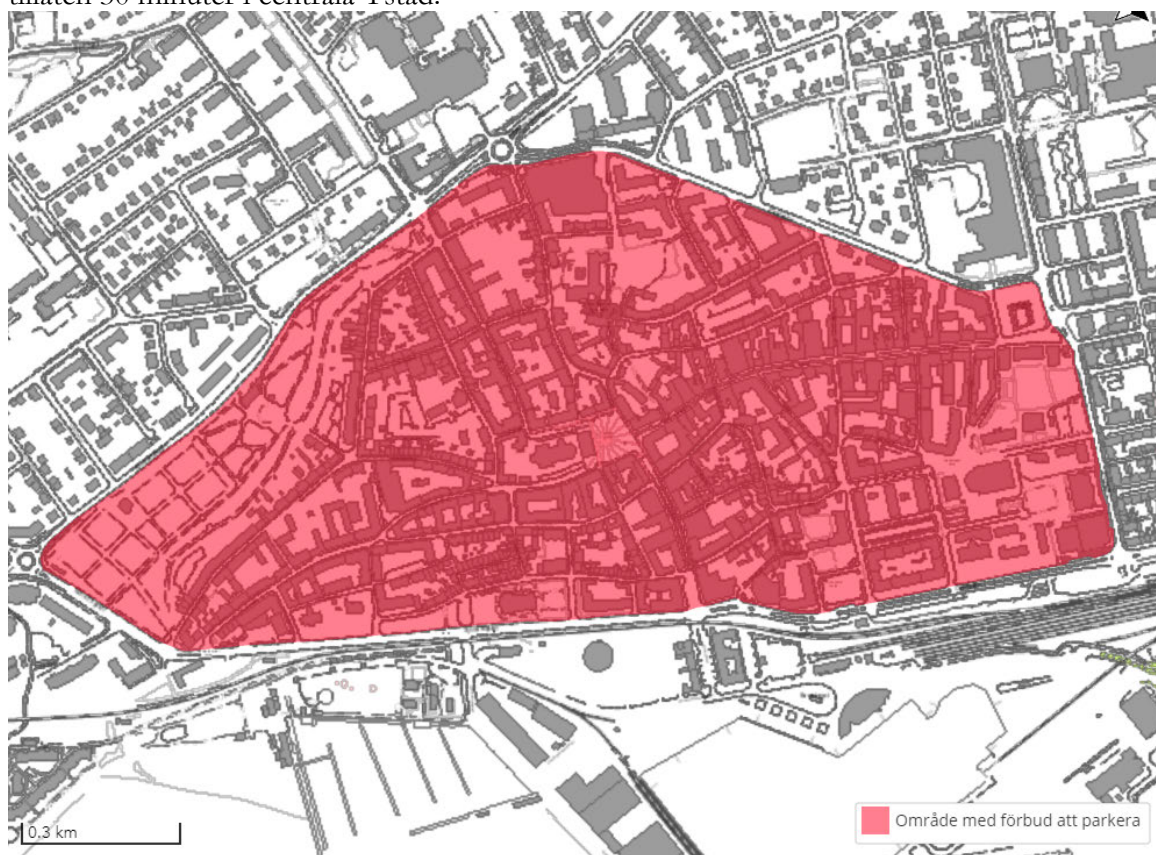 tillåten 30 minuter i centrala Ystad.
0.3 km
Område med förbud att parkera